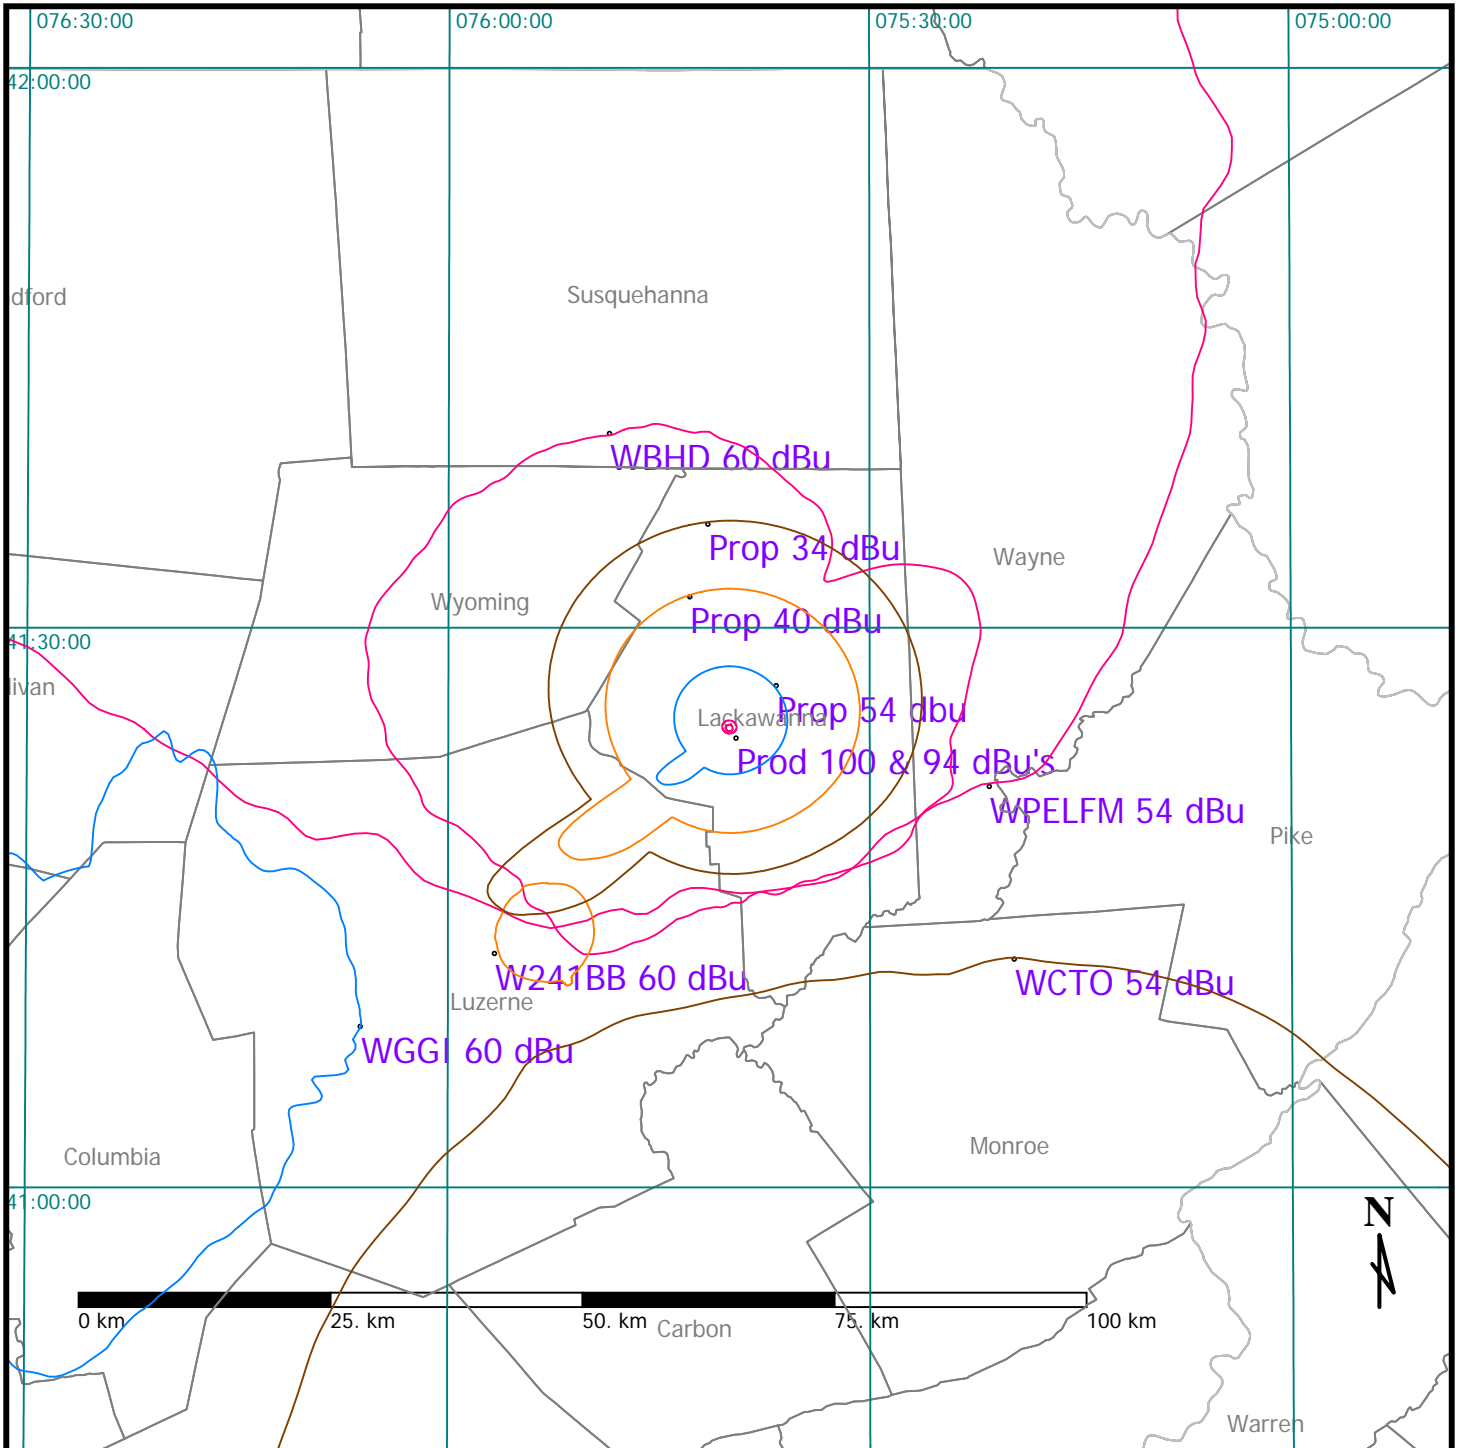 076:30:00
076:00:00
075:30:00
075:00:00
42:00:00
dford
Susquehanna
WBHD 60 dBu
Prop 34 dBu
Wayne
Wyoming
Prop 40 dBu
41:30:00
livan
Prop 54 dbu
Lackawanna
Prod 100 & 94 dBu's
WPELFM 54 dBu
Pike
W241BB 60 dBu
WCTO 54 dBu
Luzerne
WGGI 60 dBu
Monroe
Columbia
41:00:00
N
0 km
25. km
50. km
75. km
100 km
Carbon
Warren